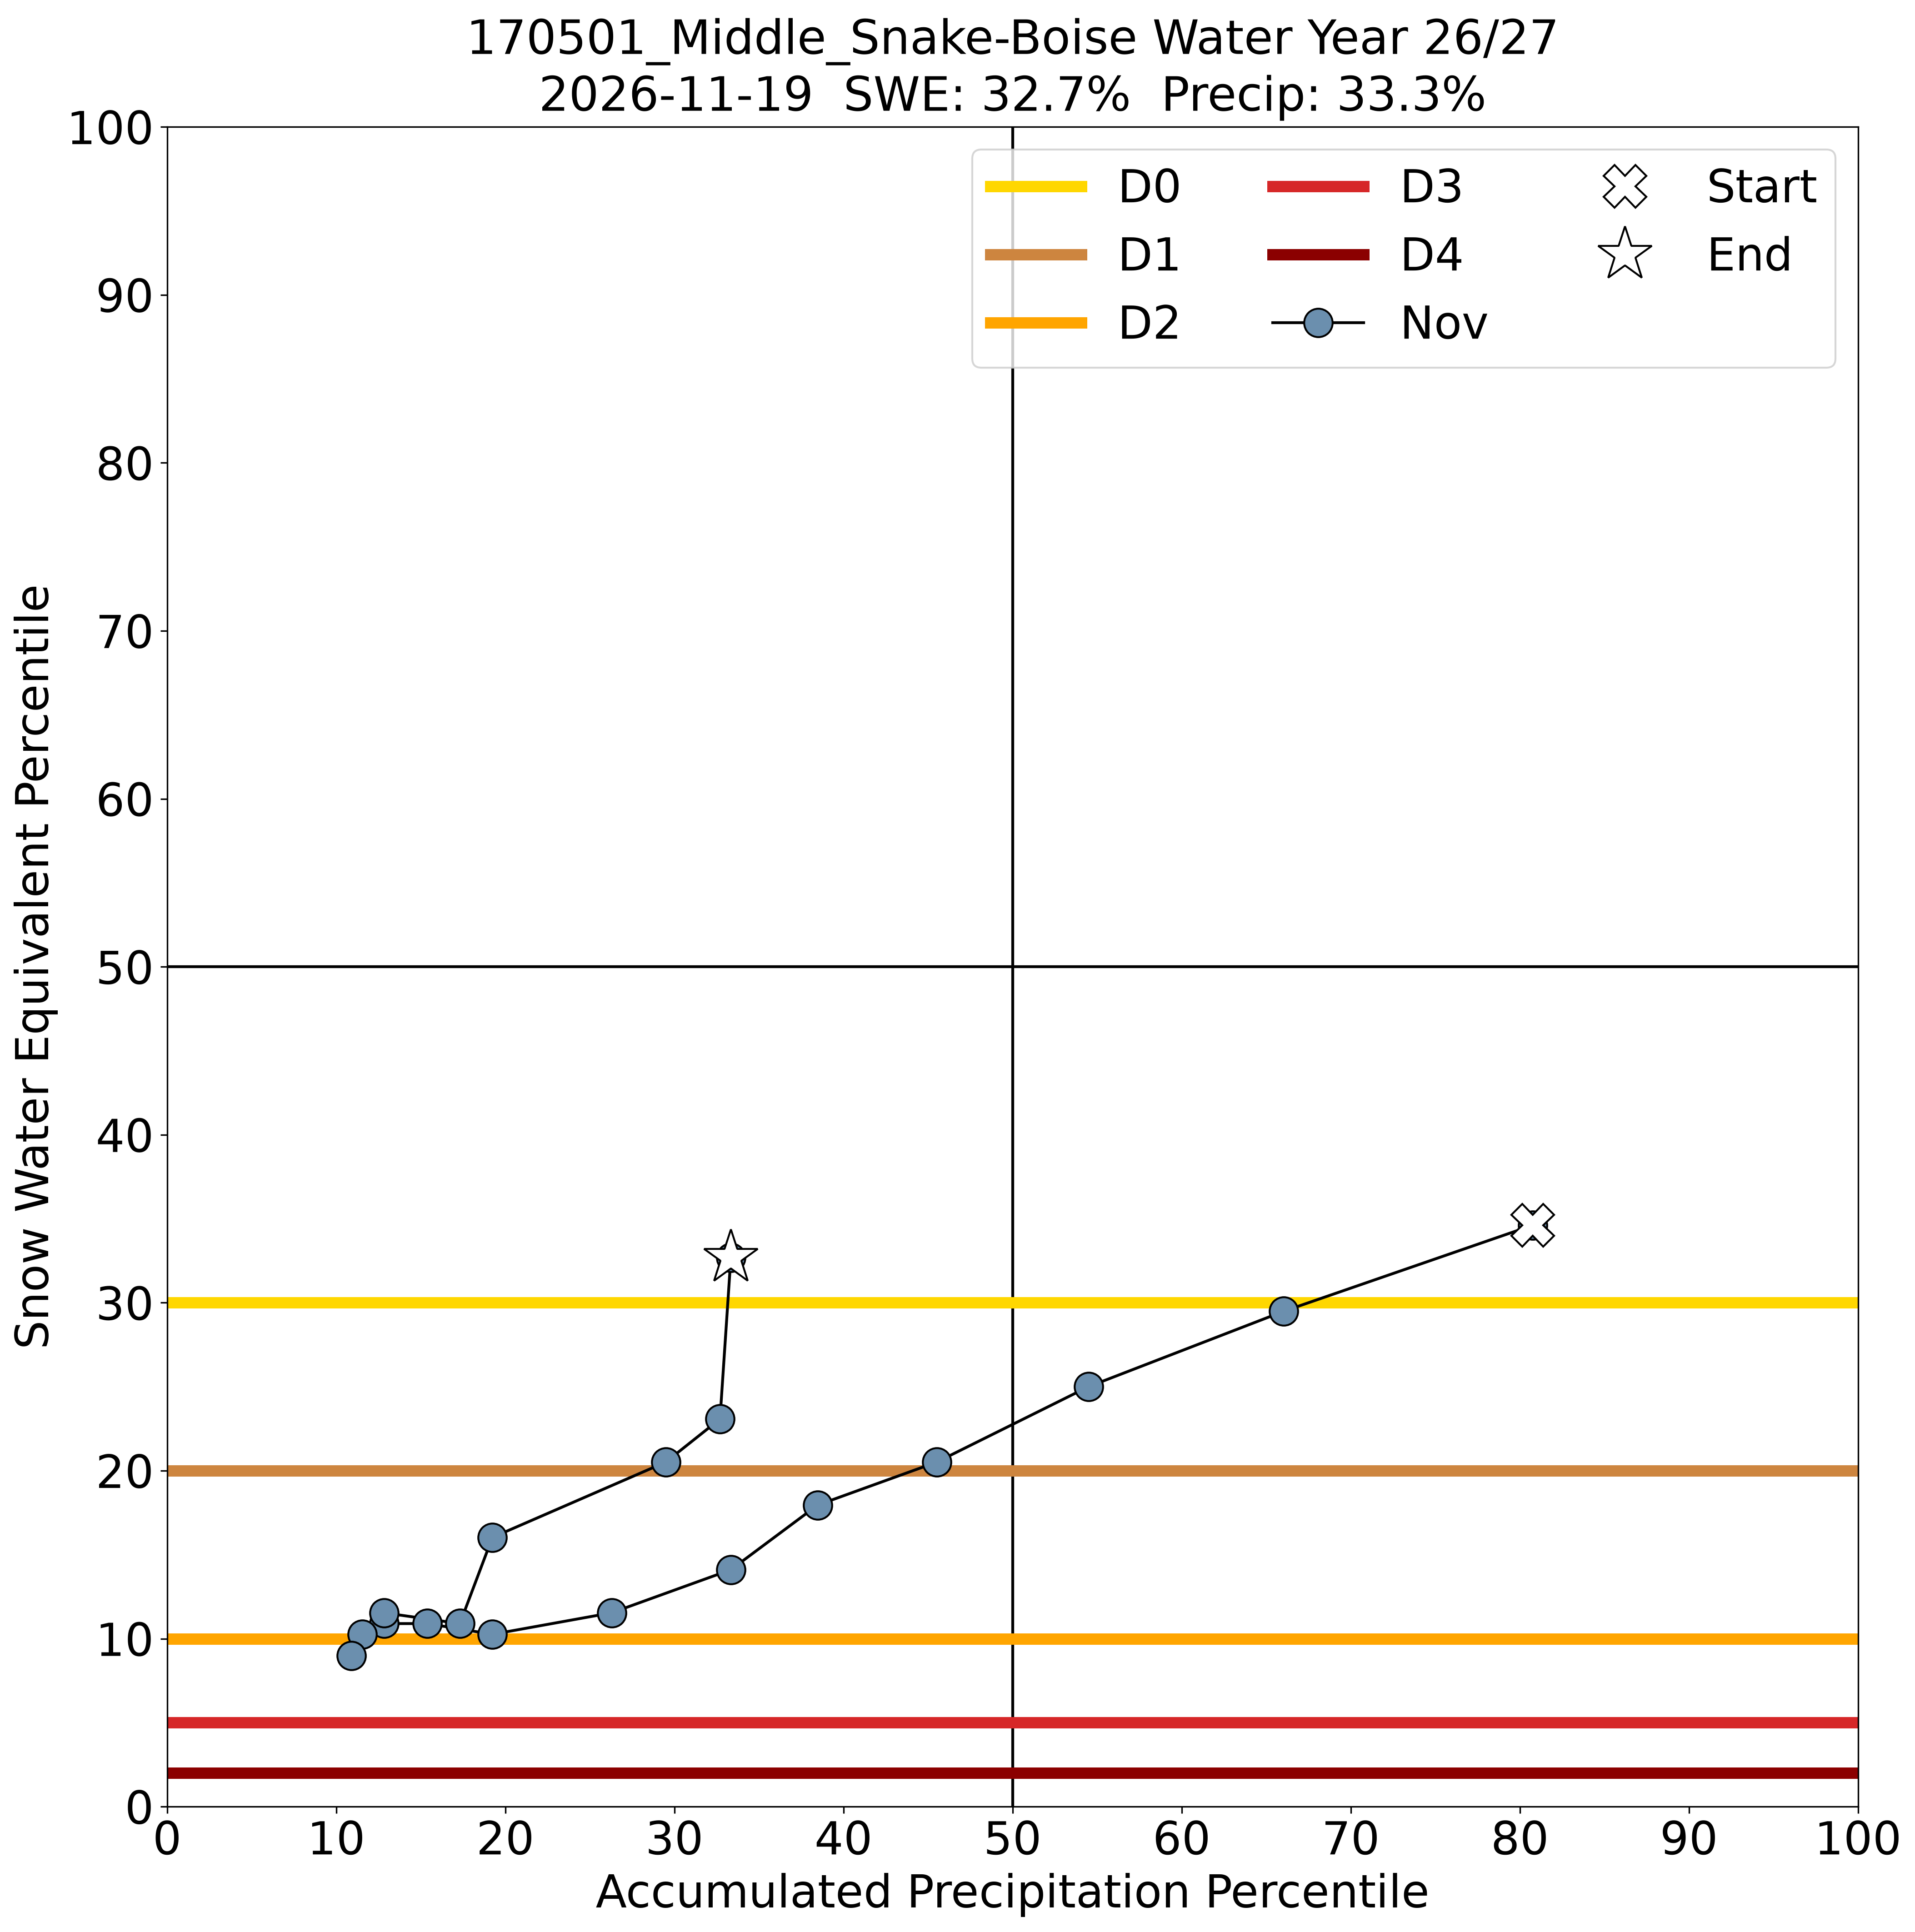 170501_Middle_Snake-Boise Water Year 26/27
2026-11-19  SWE: 32.7%  Precip: 33.3%
D0
D1
D2
D3
D4
Nov
Start
End
Snow Water Equivalent Percentile
100
90
80
70
60
50
40
30
20
10
0
0 10 20 30 40 50 60 70 80 90 100
Accumulated Precipitation Percentile